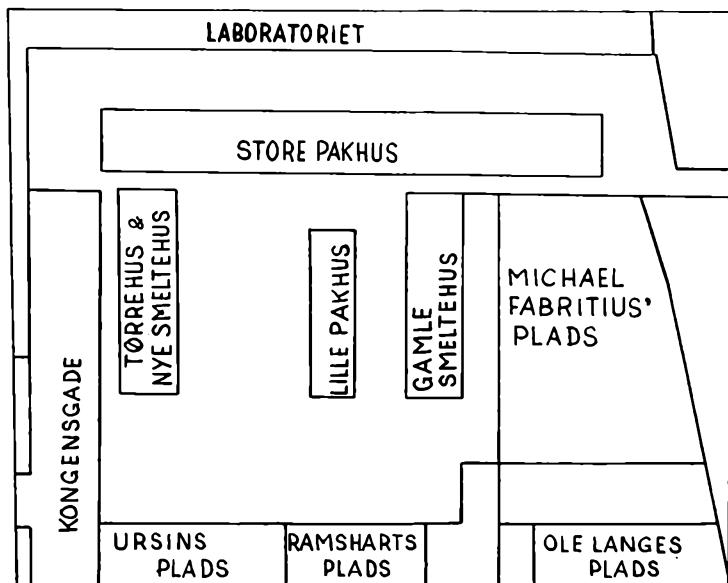 LABORATORIET
STORE PAKHUS
TØRREHUS &
NYE SMELTEHUS
LILLE PAKHUS
GAMLE
SMELTEHUS
MICHAEL
FABRITIUS'
PLADS
KONGENSGADE
URSINS
PLADS
RAMSHARTS
PLADS
OLE LANGES
PLADS